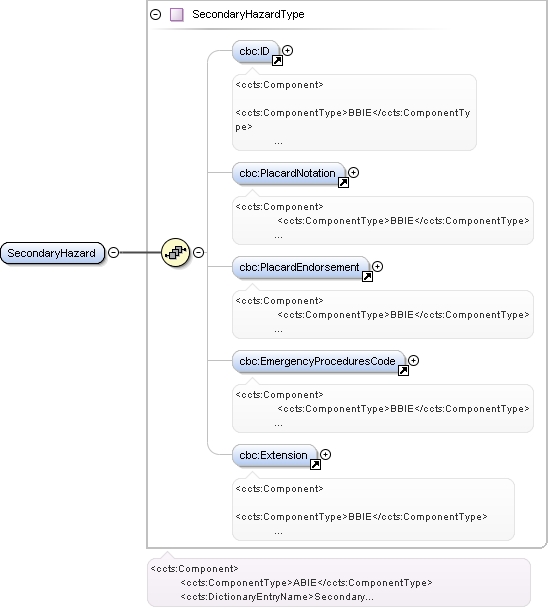 SecondaryHazardType
cbc:ID
<ccts:Component>
<ccts:ComponentType>BBIE</ccts:ComponentTy
pe>
...
cbc:PlacardNotation
<ccts:Component>
<ccts:ComponentType>BBIE</ccts:ComponentType>
...
SecondaryHazard
cbc:PlacardEndorsement
<ccts:Component>
<ccts:ComponentType>BBIE</ccts:ComponentType>
...
cbc:EmergencyProceduresCode
<ccts:Component>
<ccts:ComponentType>BBIE</ccts:ComponentType>
...
cbc:Extension
<ccts:Component>
<ccts:ComponentType>BBIE</ccts:ComponentType>
...
<ccts:Component>
<ccts:ComponentType>ABIE</ccts:ComponentType>
<ccts:DictionaryEntryName>Secondary...